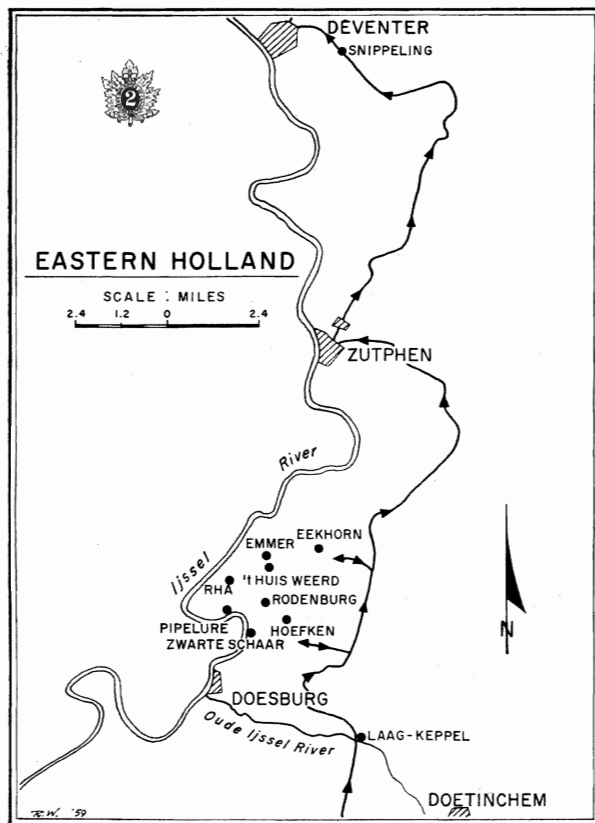 DEVENTER
SNIPPELING
2
EASTERN HOLLAND
SCALE : MILES
2.4 1.2 0 2.4
ZUTPHEN
River
Ijssel
EEKHORN
EMMER
'T HUIS WEERD
RHA
RODENBURG
PIPELURE
HOEFKEN
ZWARTE SCHAAR
N
DOESBURG
Oude Ijssel River
LAAG-KEPPEL
DOETINCHEM
R.W. '59